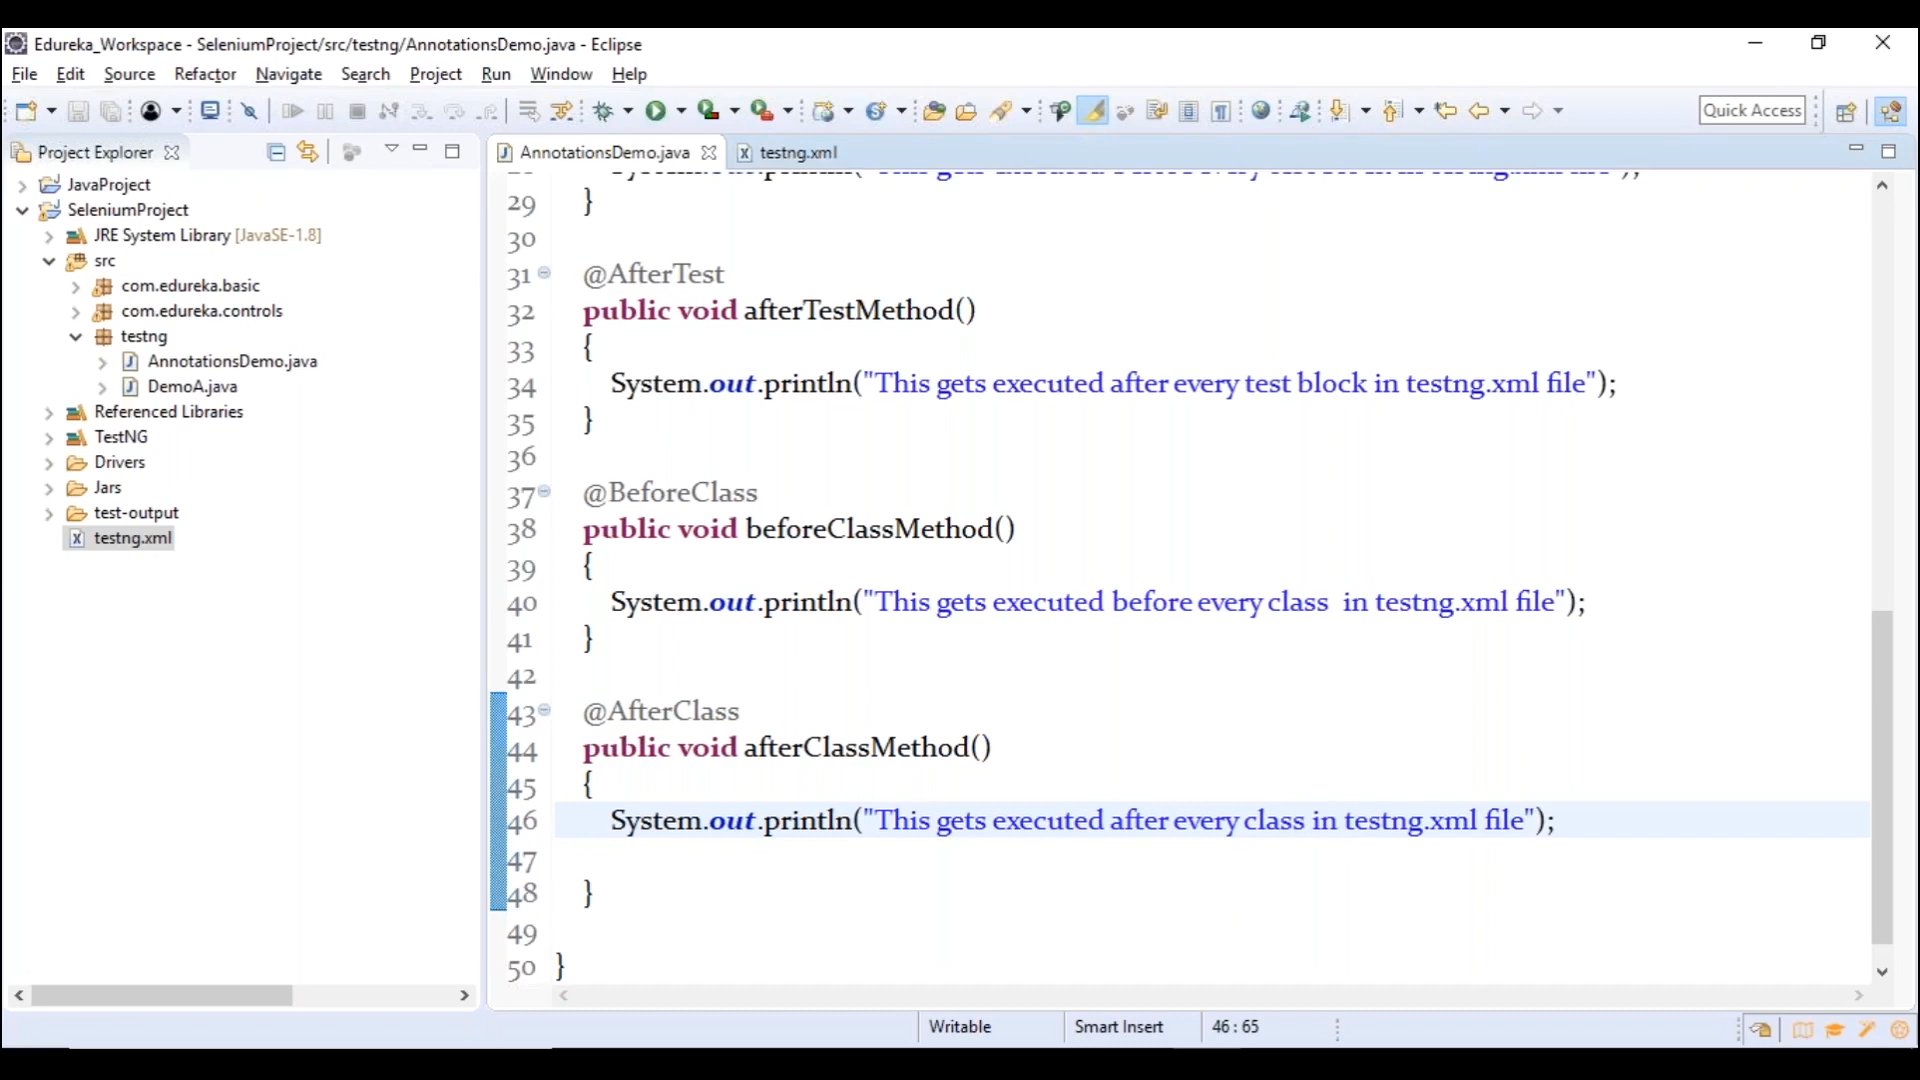 Edureka_Workspace - SeleniumProject/src/testng/AnnotationsDemo.java - Eclipse
File Edit Source Refactor Navigate Search Project Run Window Help
Quick Access
Project Explorer
AnnotationsDemo.java testng.xml
JavaProject
SeleniumProject
JRE System Library [JavaSE-1.8]
src
com.edureka.basic
com.edureka.controls
testng
AnnotationsDemo.java
DemoA.java
Referenced Libraries
TestNG
Drivers
Jars
test-output
testng.xml
29 }
30
31 @AfterTest
32 public void afterTestMethod()
33 {
34 System.out.println("This gets executed after every test block in testng.xml file");
35 }
36
37 @BeforeClass
38 public void beforeClassMethod()
39 {
40 System.out.println("This gets executed before every class  in testng.xml file");
41 }
42
43 @AfterClass
44 public void afterClassMethod()
45 {
46 System.out.println("This gets executed after every class in testng.xml file");
47
48 }
49
50 }
Writable Smart Insert 46 : 65